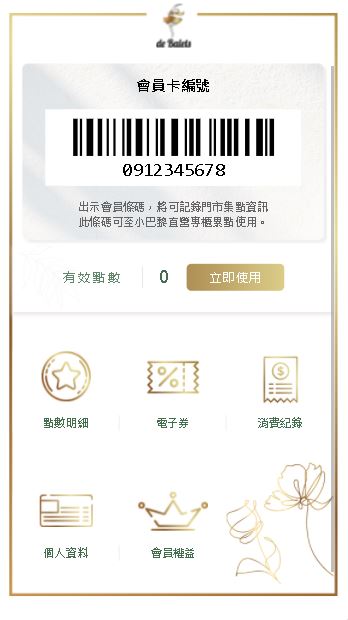 de Balets
會員卡編號
0912345678
出示會員條碼，將可記錄門市集點資訊
此條碼可至小巴黎直營專櫃累點使用。
有效點數 0 立即使用
點數明細 電子券 消費紀錄
個人資料 會員權益